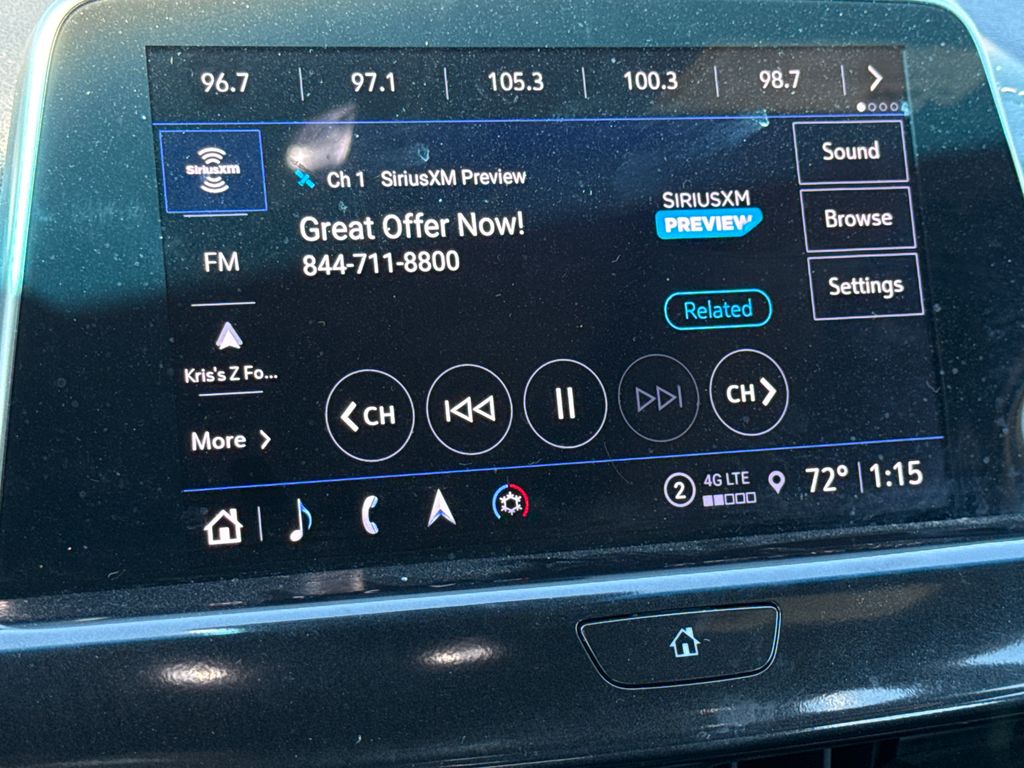 96.7 97.1 105.3 100.3 98.7
SiriusXM
Ch 1 SiriusXM Preview
Great Offer Now!
844-711-8800
SIRIUSXM
PREVIEW
Related
Sound
Browse
Settings
FM
Kris's Z Fo...
More
CH
CH
2 4G LTE 72° 1:15